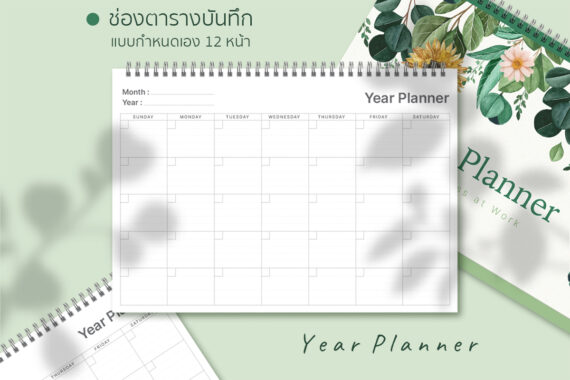 ช่องตารางบันทึก
แบบกำหนดเอง 12 หน้า
Month :
Year :
Year Planner
SUNDAY MONDAY TUESDAY WEDNESDAY THURSDAY FRIDAY SATURDAY
Planner
at Work
Year Planner
THURSDAY FRIDAY SATURDAY
Year Planner